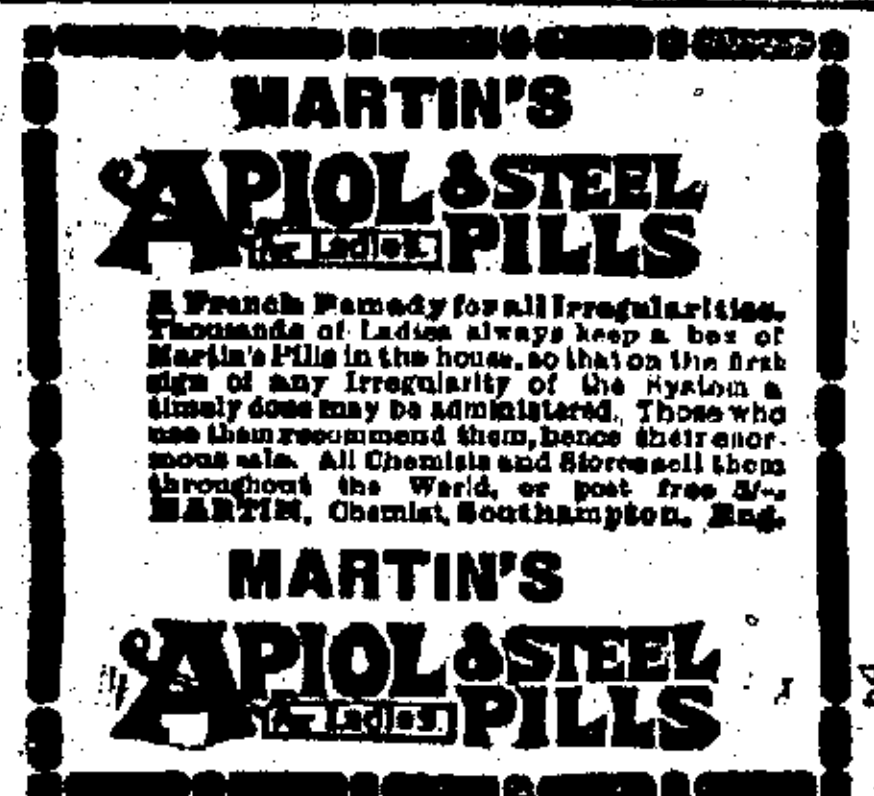 MARTIN'S
APIOL & STEEL
For Ladies. PILLS
A French Remedy for all Irregularities.
Thousands of Ladies always keep a box of
Martin's Pills in the house, so that on the first
sign of any Irregularity of the System a
timely dose may be administered. Those who
use them recommend them, hence their enor-
mous sale. All Chemists and Stores sell them
throughout the World, or post free
MARTIN, Chemist, Southampton, Eng.
MARTIN'S
APIOL & STEEL
For Ladies. PILLS